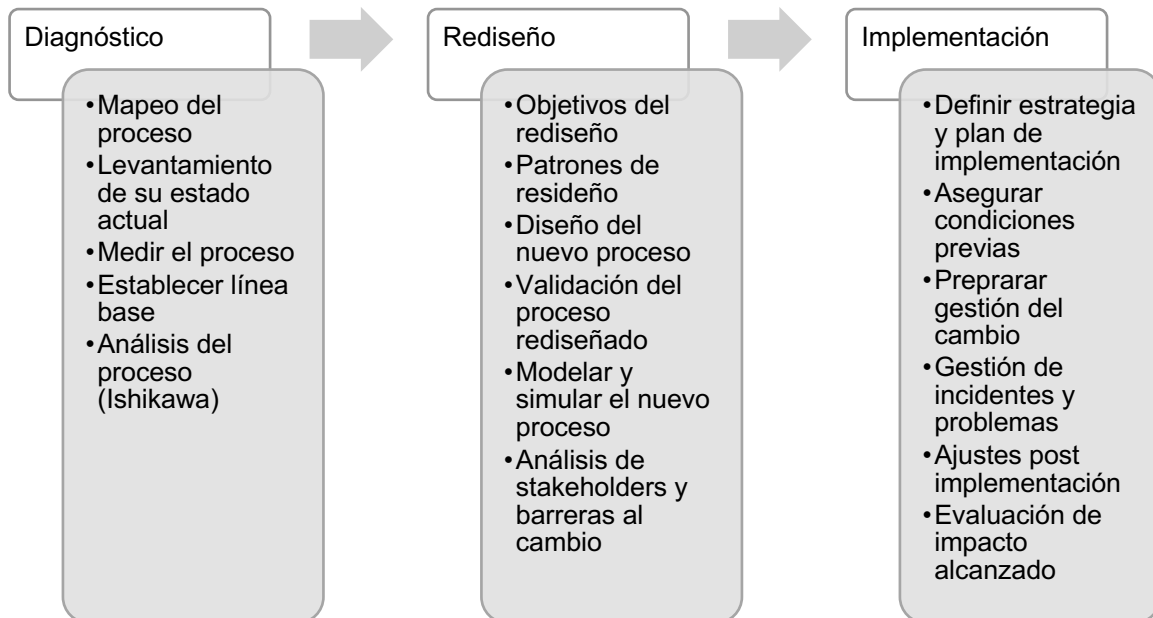 Diagnóstico
•Mapeo del
proceso
•Levantamiento
de su estado
actual
•Medir el proceso
•Establecer línea
base
•Análisis del
proceso
(Ishikawa)
Rediseño
•Objetivos del
rediseño
•Patrones de
resideño
•Diseño del
nuevo proceso
•Validación del
proceso
rediseñado
•Modelar y
simular el nuevo
proceso
•Análisis de
stakeholders y
barreras al
cambio
Implementación
•Definir estrategia
y plan de
implementación
•Asegurar
condiciones
previas
•Preprarar
gestión del
cambio
•Gestión de
incidentes y
problemas
•Ajustes post
implementación
•Evaluación de
impacto
alcanzado